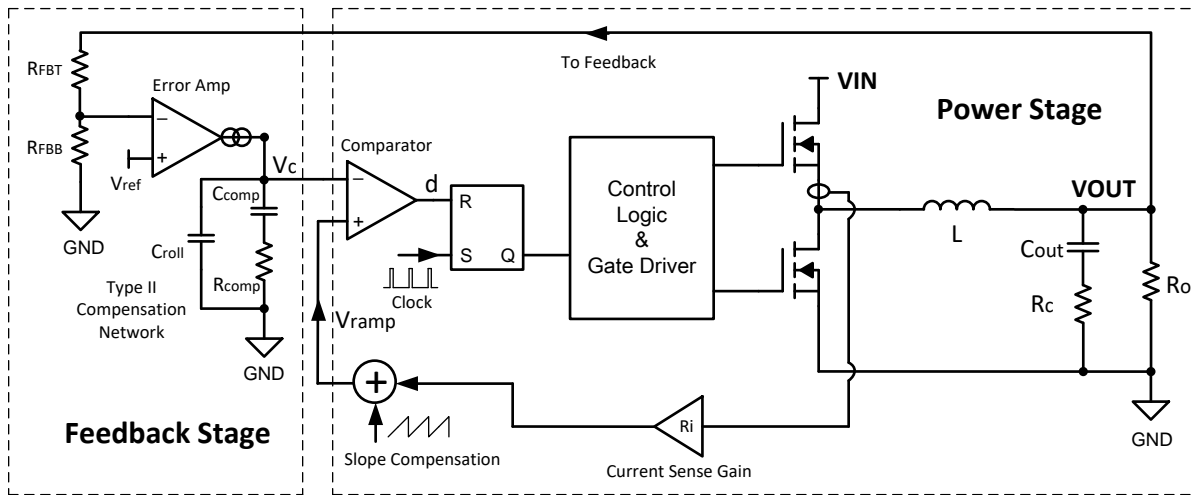 To Feedback
RFBT
Error Amp
VIN
Power Stage
RFBB
−
+
Vref
Vc
Comparator
−
+
d
R
S
Q
Control
Logic
&
Gate Driver
VOUT
L
GND
Ccomp
Croll
Rcomp
Clock
Cout
Rc
Ro
Type II
Compensation
Network
Vramp
GND
+
Ri
GND
Feedback Stage
Slope Compensation
Current Sense Gain